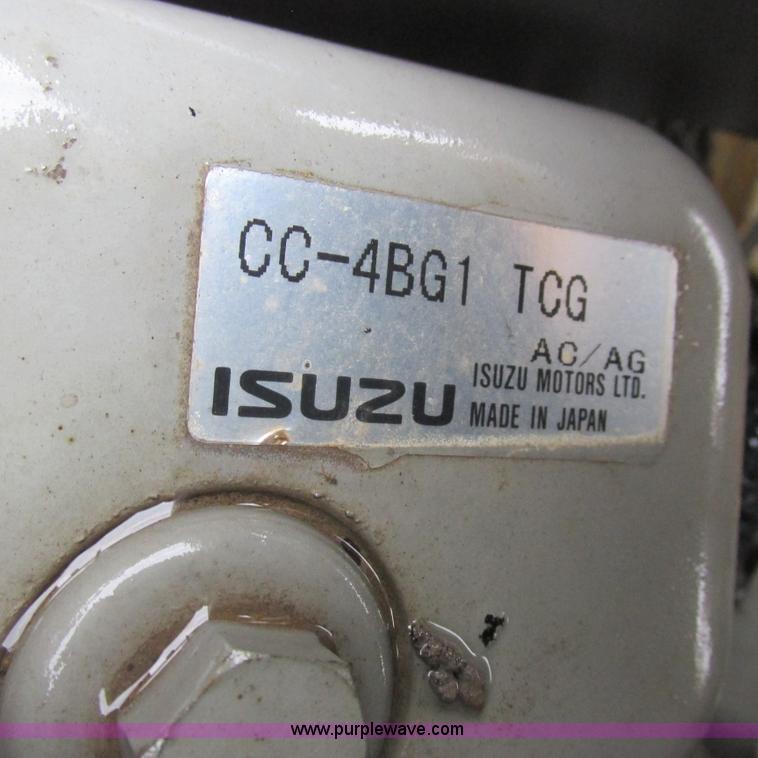 CC-4BG1 TCG
AC/AG
ISUZU ISUZU MOTORS LTD.
MADE IN JAPAN
www.purplewave.com